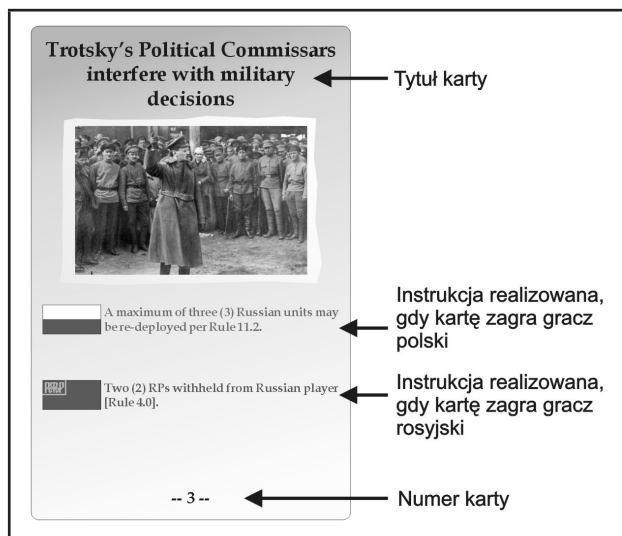 Trotsky's Political Commissars
interfere with military
decisions
Tytuł karty
A maximum of three (3) Russian units may
be re-deployed per Rule 11.2.
Instrukcja realizowana,
gdy kartę zagra gracz
polski
Two (2) RPs withheld from Russian player
[Rule 4.0].
Instrukcja realizowana,
gdy kartę zagra gracz
rosyjski
-- 3 --
Numer karty